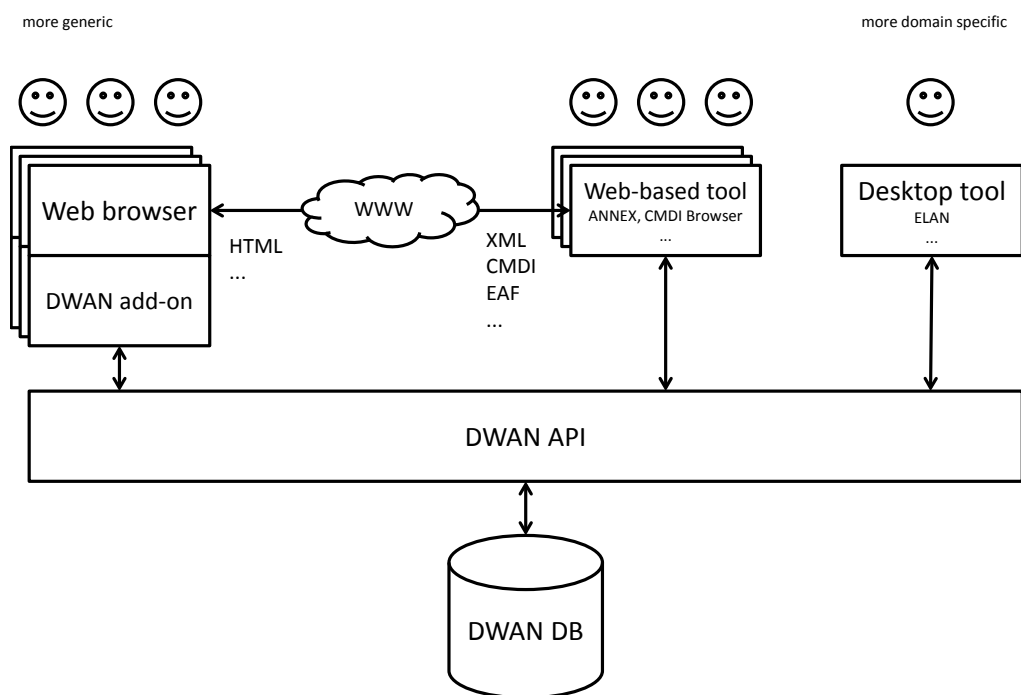 more generic
more domain specific
Web browser
DWAN add-on
HTML
...
WWW
XML
CMDI
EAF
...
Web-based tool
ANNEX, CMDI Browser
...
Desktop tool
ELAN
...
DWAN API
DWAN DB